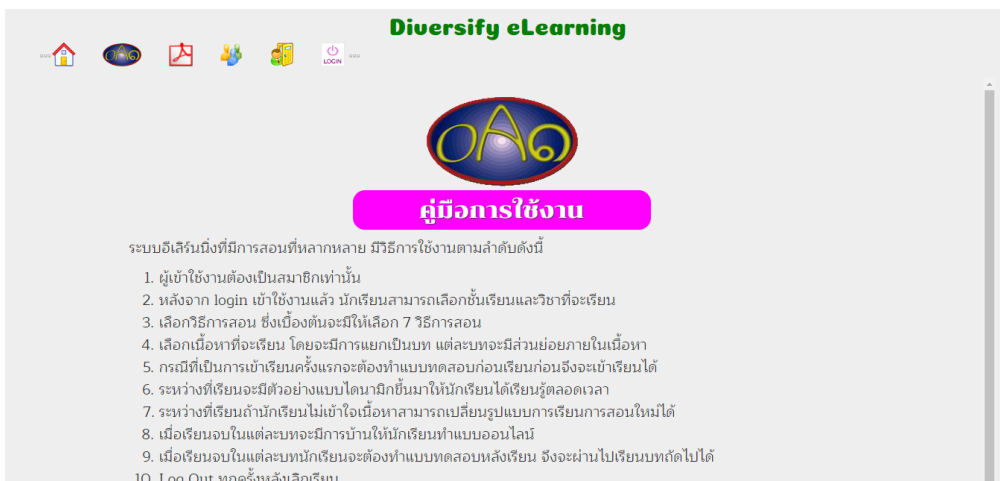 Diversify eLearning
LOGIN
คู่มือการใช้งาน
ระบบอีเลิร์นนิ่งที่มีการสอนที่หลากหลาย มีวิธีการใช้งานตามลำดับดังนี้
1. ผู้เข้าใช้งานต้องเป็นสมาชิกเท่านั้น
2. หลังจาก login เข้าใช้งานแล้ว นักเรียนสามารถเลือกชั้นเรียนและวิชาที่จะเรียน
3. เลือกวิธีการสอน ซึ่งเบื้องต้นจะมีให้เลือก 7 วิธีการสอน
4. เลือกเนื้อหาที่จะเรียน โดยจะมีการแยกเป็นบท แต่ละบทจะมีส่วนย่อยภายในเนื้อหา
5. กรณีที่เป็นการเข้าเรียนครั้งแรกจะต้องทำแบบทดสอบก่อนเรียนก่อนจึงจะเข้าเรียนได้
6. ระหว่างที่เรียนจะมีตัวอย่างแบบไดนามิกขึ้นมาให้นักเรียนได้เรียนรู้ตลอดเวลา
7. ระหว่างที่เรียนถ้านักเรียนไม่เข้าใจเนื้อหาสามารถเปลี่ยนรูปแบบการเรียนการสอนใหม่ได้
8. เมื่อเรียนจบในแต่ละบทจะมีการบ้านให้นักเรียนทำแบบออนไลน์
9. เมื่อเรียนจบในแต่ละบทนักเรียนจะต้องทำแบบทดสอบหลังเรียน จึงจะผ่านไปเรียนบทถัดไปได้
10. Log Out ทุกครั้งหลังเลิกเรียน